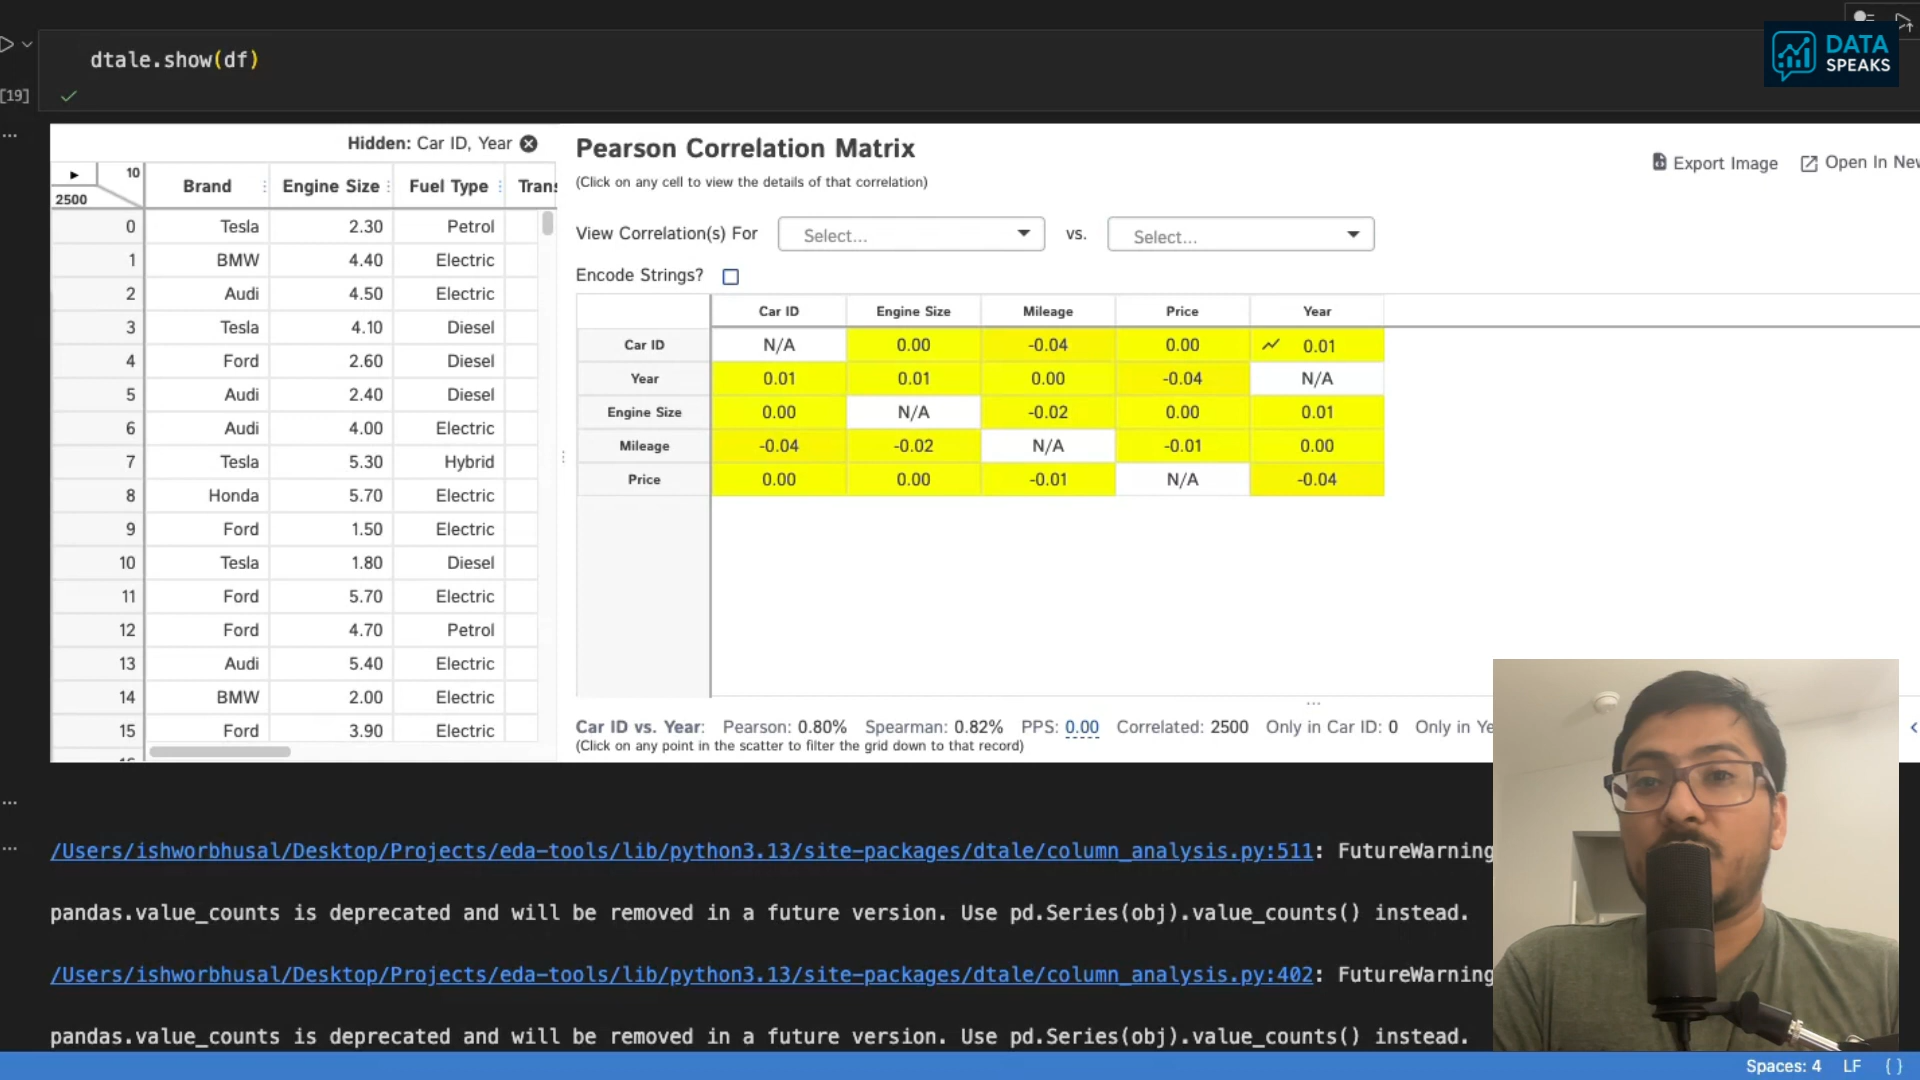 dtale.show(df)
DATA
SPEAKS
[19]
Hidden: Car ID, Year
10
2500
Brand Engine Size Fuel Type Trans
0 Tesla 2.30 Petrol
1 BMW 4.40 Electric
2 Audi 4.50 Electric
3 Tesla 4.10 Diesel
4 Ford 2.60 Diesel
5 Audi 2.40 Diesel
6 Audi 4.00 Electric
7 Tesla 5.30 Hybrid
8 Honda 5.70 Electric
9 Ford 1.50 Electric
10 Tesla 1.80 Diesel
11 Ford 5.70 Electric
12 Ford 4.70 Petrol
13 Audi 5.40 Electric
14 BMW 2.00 Electric
15 Ford 3.90 Electric
Pearson Correlation Matrix
(Click on any cell to view the details of that correlation)
Export Image Open In New
View Correlation(s) For Select... vs. Select...
Encode Strings?
Car ID Engine Size Mileage Price Year
Car ID N/A 0.00 -0.04 0.00 0.01
Year 0.01 0.01 0.00 -0.04 N/A
Engine Size 0.00 N/A -0.02 0.00 0.01
Mileage -0.04 -0.02 N/A -0.01 0.00
Price 0.00 0.00 -0.01 N/A -0.04
Car ID vs. Year: Pearson: 0.80% Spearman: 0.82% PPS: 0.00 Correlated: 2500 Only in Car ID: 0 Only in Ye
(Click on any point in the scatter to filter the grid down to that record)
/Users/ishworbhusal/Desktop/Projects/eda-tools/lib/python3.13/site-packages/dtale/column_analysis.py:511: FutureWarning
pandas.value_counts is deprecated and will be removed in a future version. Use pd.Series(obj).value_counts() instead.
/Users/ishworbhusal/Desktop/Projects/eda-tools/lib/python3.13/site-packages/dtale/column_analysis.py:402: FutureWarning
pandas.value_counts is deprecated and will be removed in a future version. Use pd.Series(obj).value_counts() instead.
Spaces: 4 LF { }